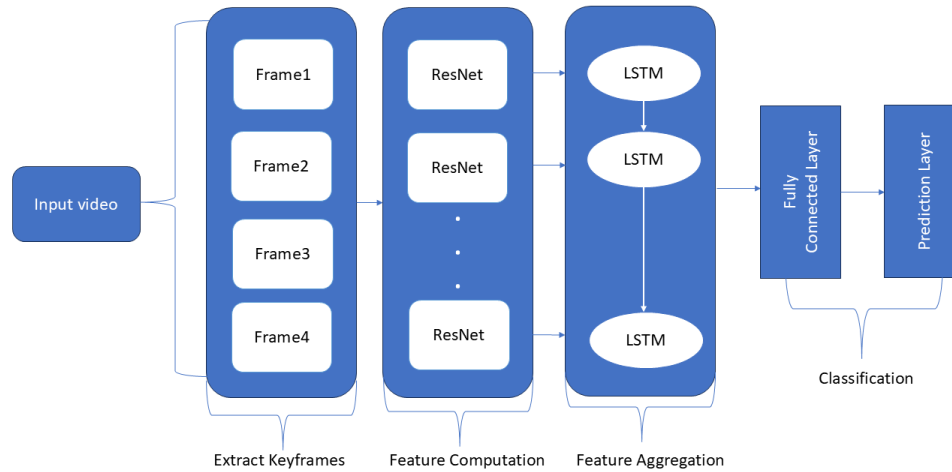 Input video
Frame1
Frame2
Frame3
Frame4
Extract Keyframes
ResNet
ResNet
ResNet
Feature Computation
LSTM
LSTM
LSTM
Feature Aggregation
Fully
Connected Layer
Prediction Layer
Classification